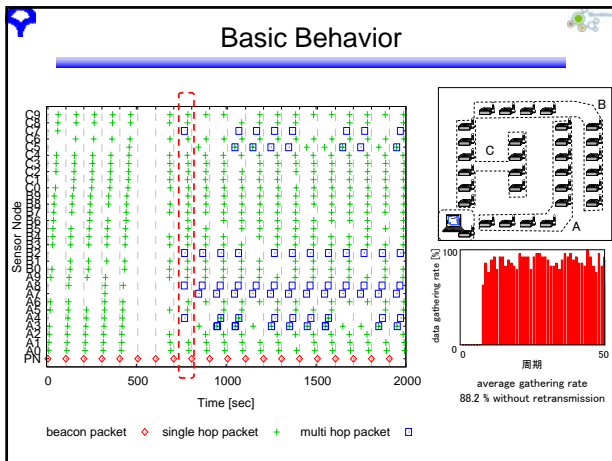 Basic Behavior
Sensor Node
C9
C8
C7
C6
C5
C4
C3
C2
C1
C0
B9
B8
B7
B6
B5
B4
B3
B2
B1
B0
A9
A8
A7
A6
A5
A4
A3
A2
A1
A0
PN
0 500 1000 1500 2000
Time [sec]
beacon packet single hop packet multi hop packet
B
C
A
data gathering rate [%]
100
0
0 周期 50
average gathering rate
88.2 % without retransmission